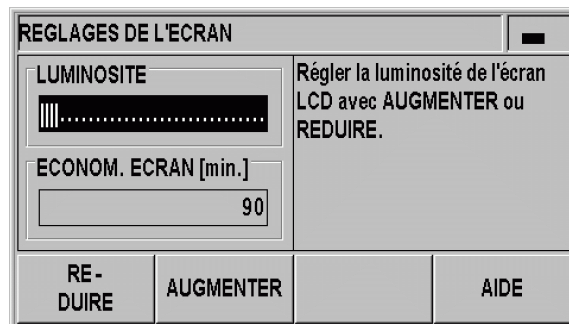 REGLAGES DE L'ECRAN
LUMINOSITE
ECONOM. ECRAN [min.]
90
Régler la luminosité de l'écran
LCD avec AUGMENTER ou
REDUIRE.
RE-
DUIRE
AUGMENTER
AIDE